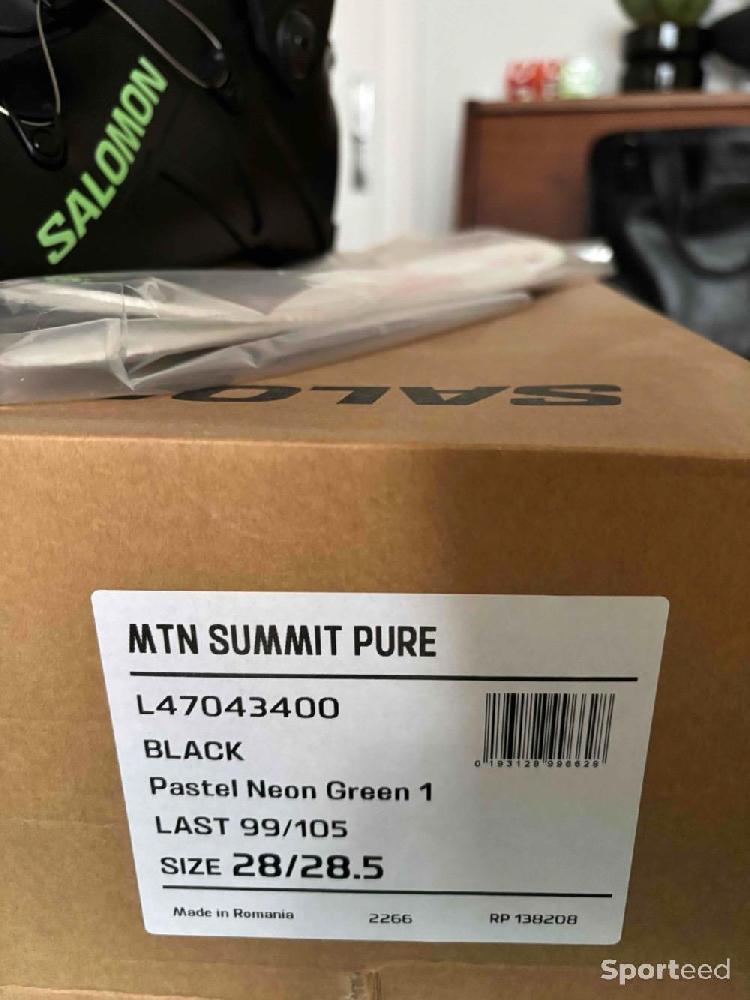 SALOMON
SALO
MTN SUMMIT PURE
L47043400
BLACK
Pastel Neon Green 1
LAST 99/105
SIZE 28/28.5
Made in Romania 2266 RP 138208
Sporteed